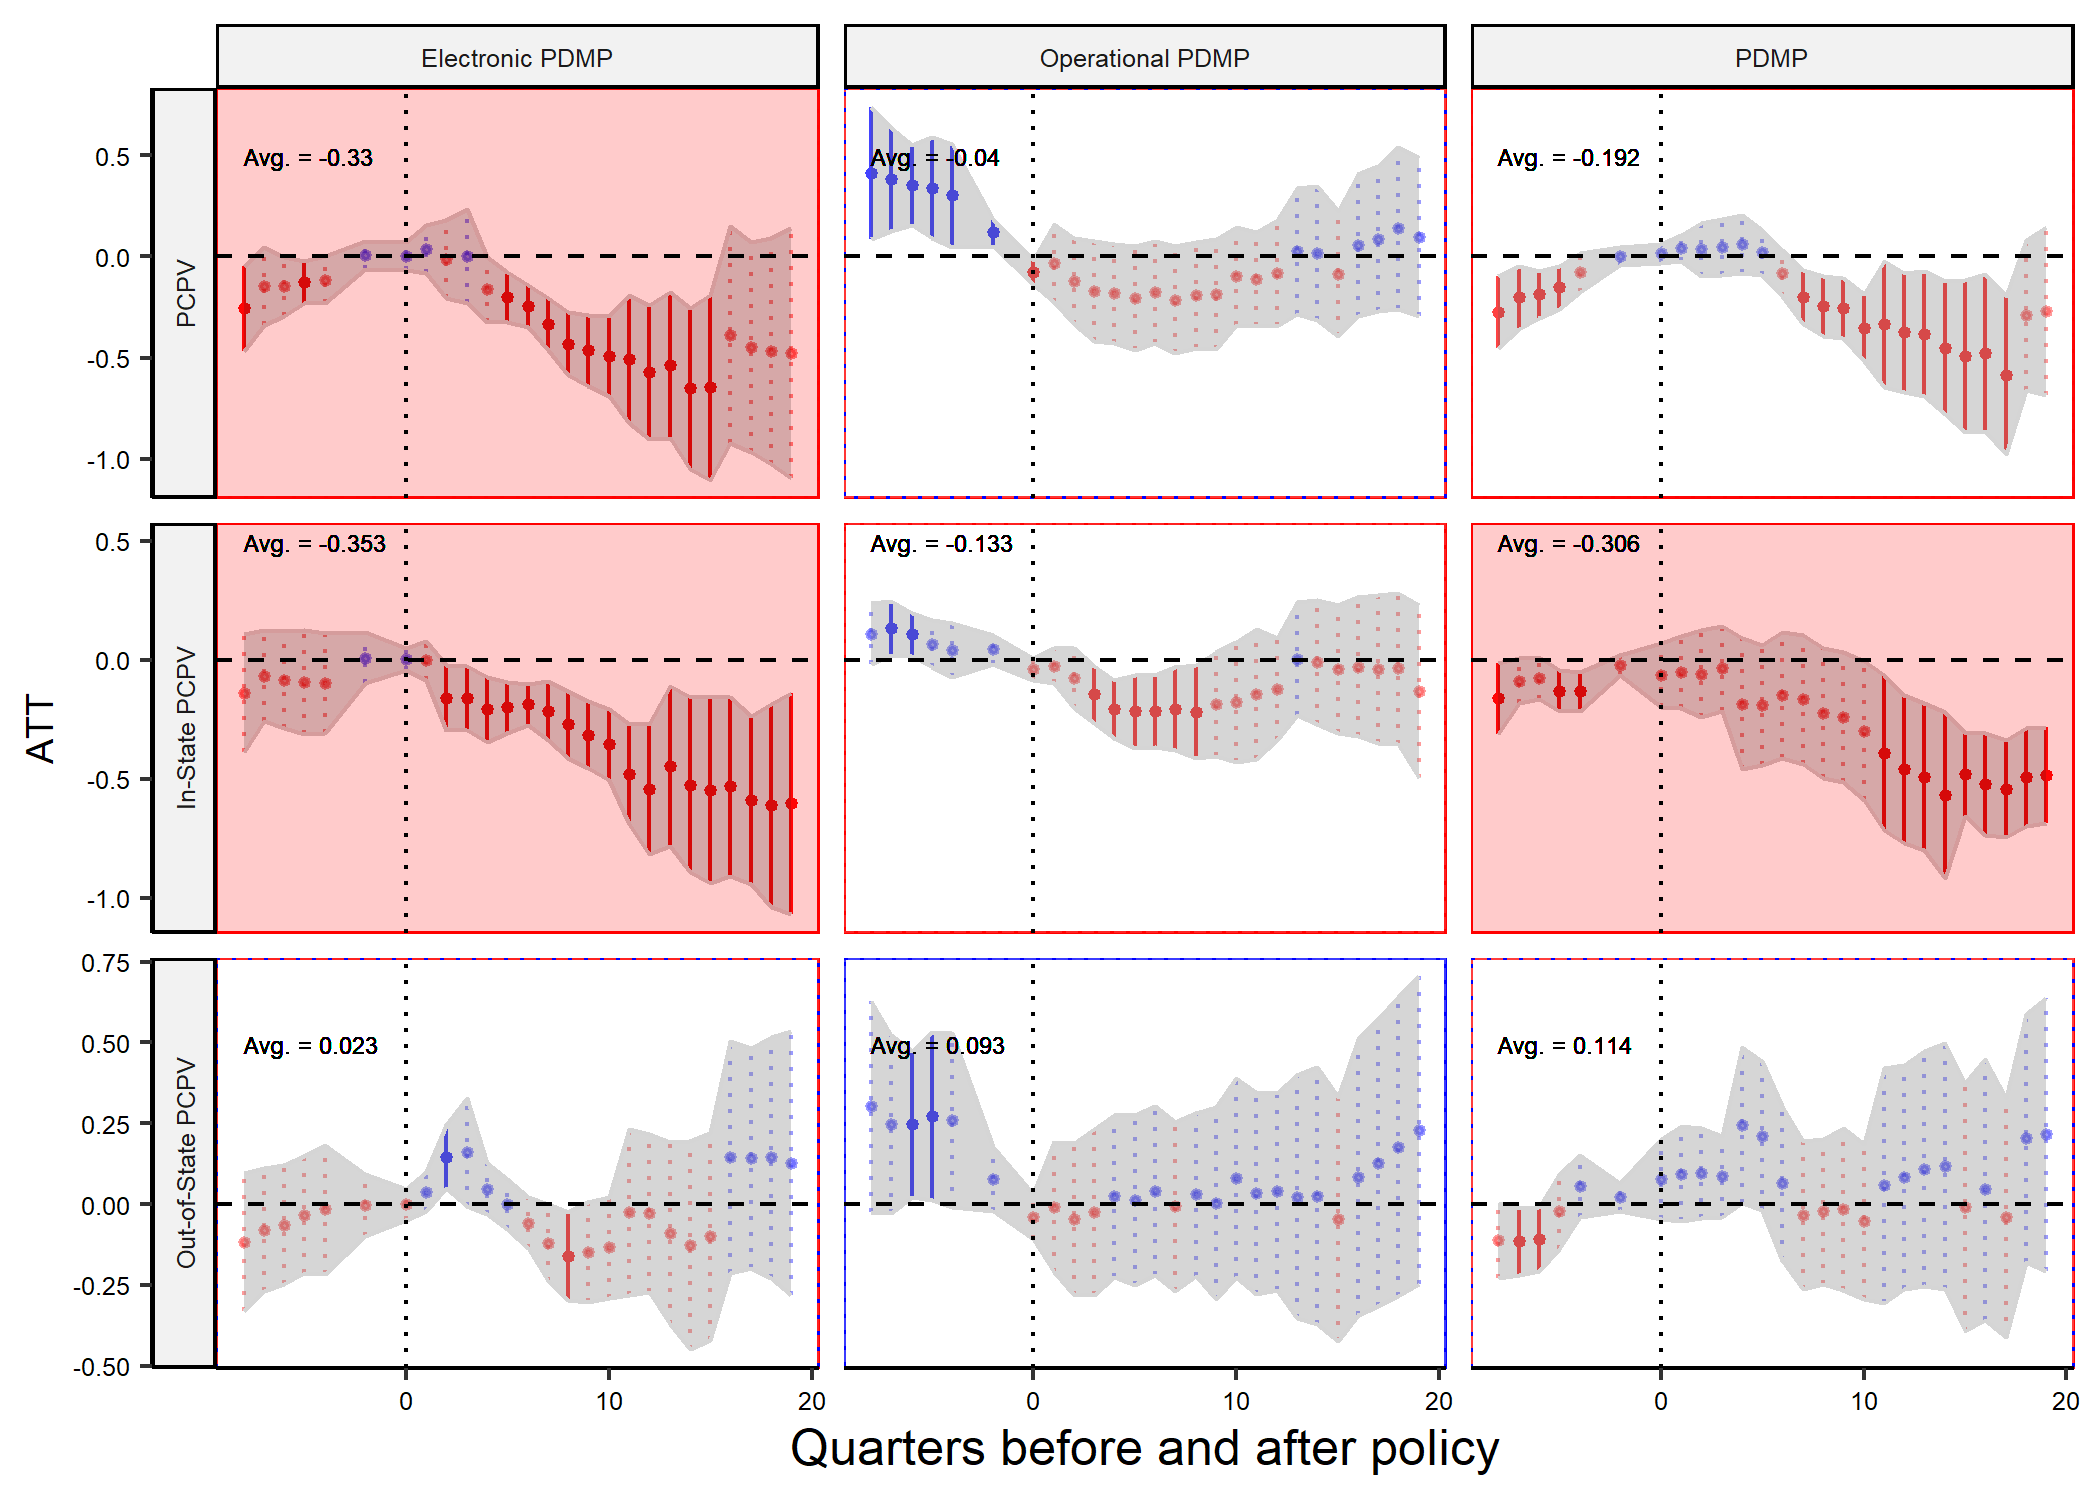 Electronic PDMP
Operational PDMP
PDMP
PCPV
0.5
0.0
-0.5
-1.0
Avg. = -0.33
Avg. = -0.04
Avg. = -0.192
ATT
In-State PCPV
0.5
0.0
-0.5
-1.0
Avg. = -0.353
Avg. = -0.133
Avg. = -0.306
Out-of-State PCPV
0.75
0.50
0.25
0.00
-0.25
-0.50
Avg. = 0.023
Avg. = 0.093
Avg. = 0.114
0 10 20
0 10 20
0 10 20
Quarters before and after policy